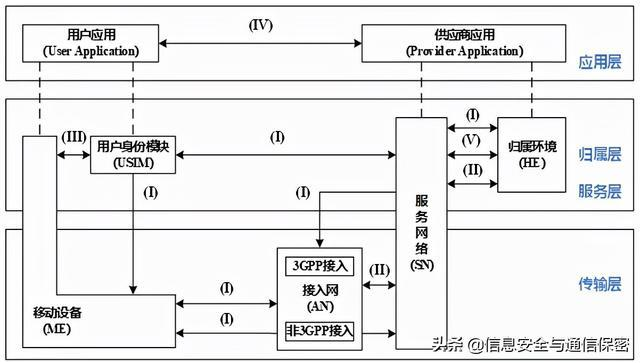 用户应用
(User Application)
(IV)
供应商应用
(Provider Application)
应用层
(III)
用户身份模块
(USIM)
(I)
(I)
(V)
(II)
归属环境
(HE)
归属层
(I)
(I)
服务层
服务网络
(SN)
3GPP接入
接入网
(AN)
非3GPP接入
(II)
(I)
(I)
移动设备
(ME)
传输层
头条 @信息安全与通信保密